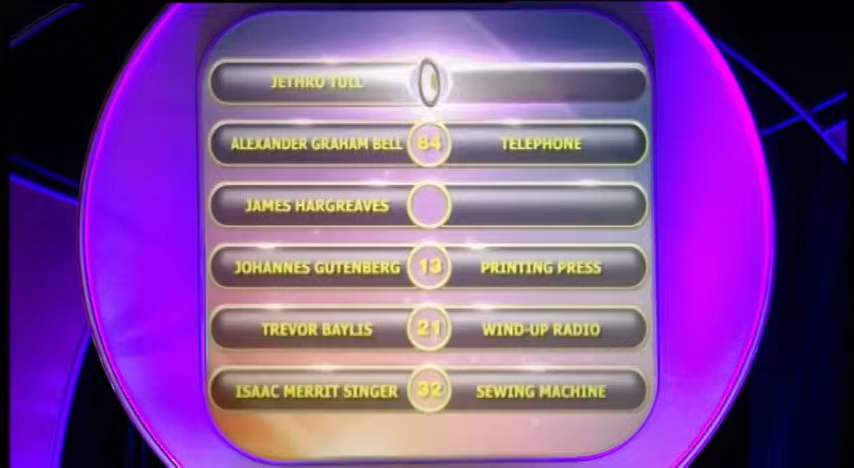 JETHRO TULL
ALEXANDER GRAHAM BELL 84 TELEPHONE
JAMES HARGREAVES
JOHANNES GUTENBERG 13 PRINTING PRESS
TREVOR BAYLIS 21 WIND-UP RADIO
ISAAC MERRIT SINGER 32 SEWING MACHINE